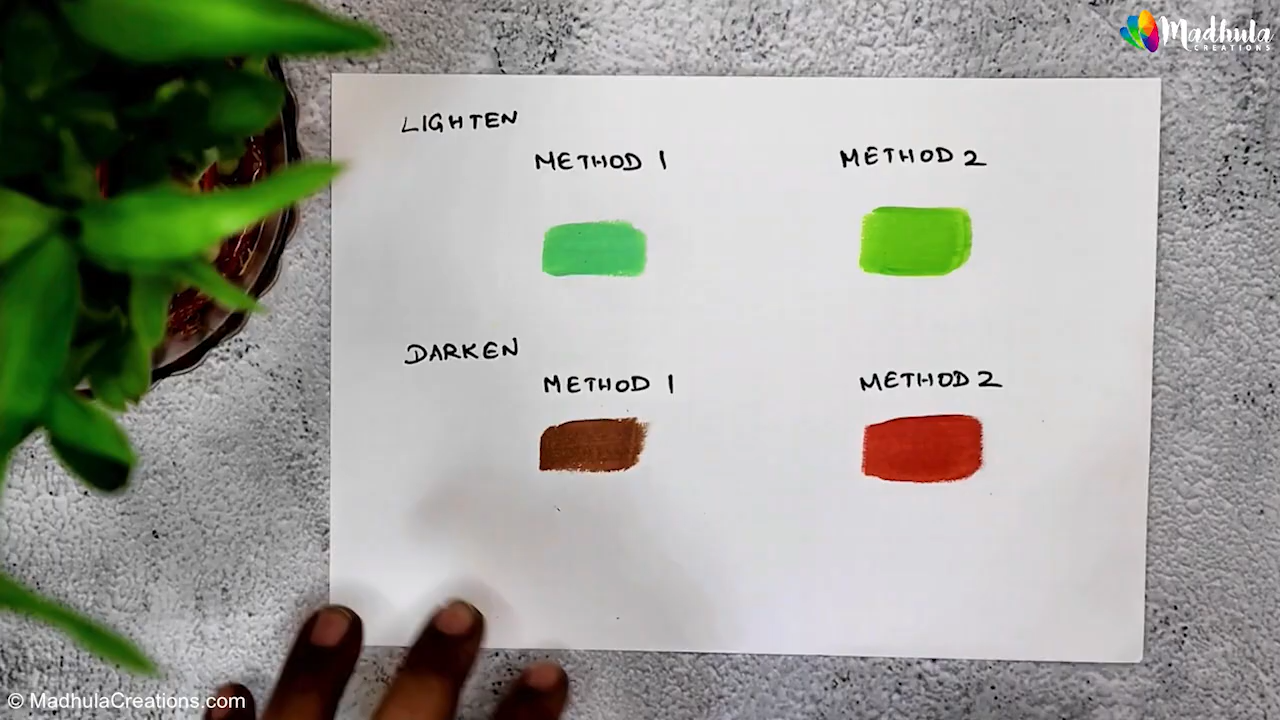 Madhula
CREATIONS
LIGHTEN
METHOD 1
METHOD 2
DARKEN
METHOD 1
METHOD 2
© MadhulaCreations.com